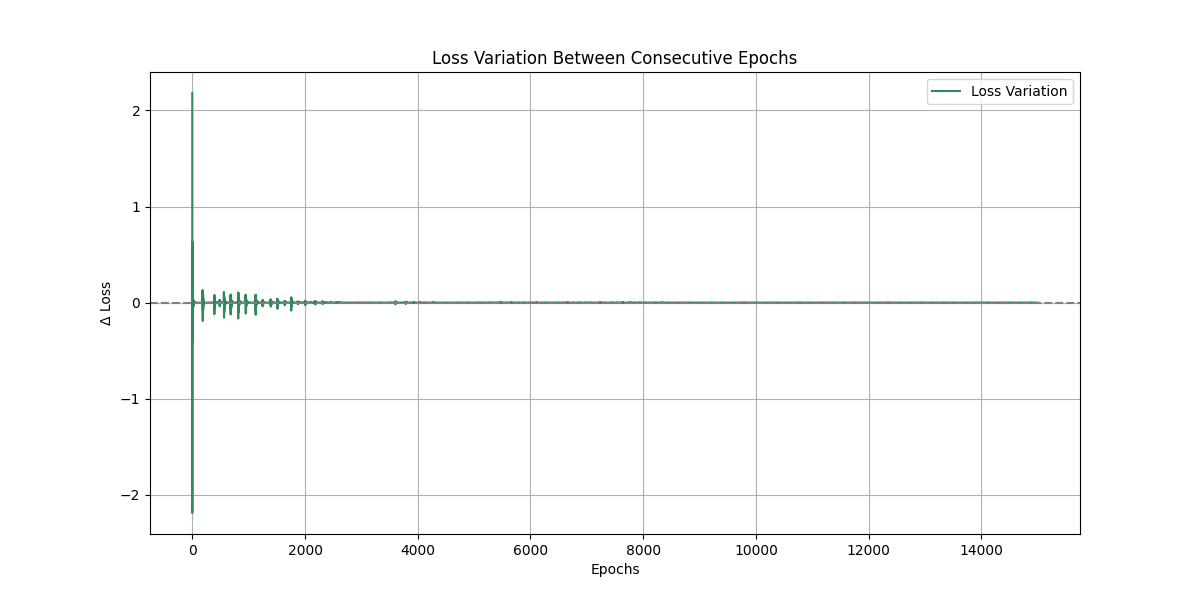 Loss Variation Between Consecutive Epochs
Loss Variation
2
1
0
−1
−2
Δ Loss
0 2000 4000 6000 8000 10000 12000 14000
Epochs